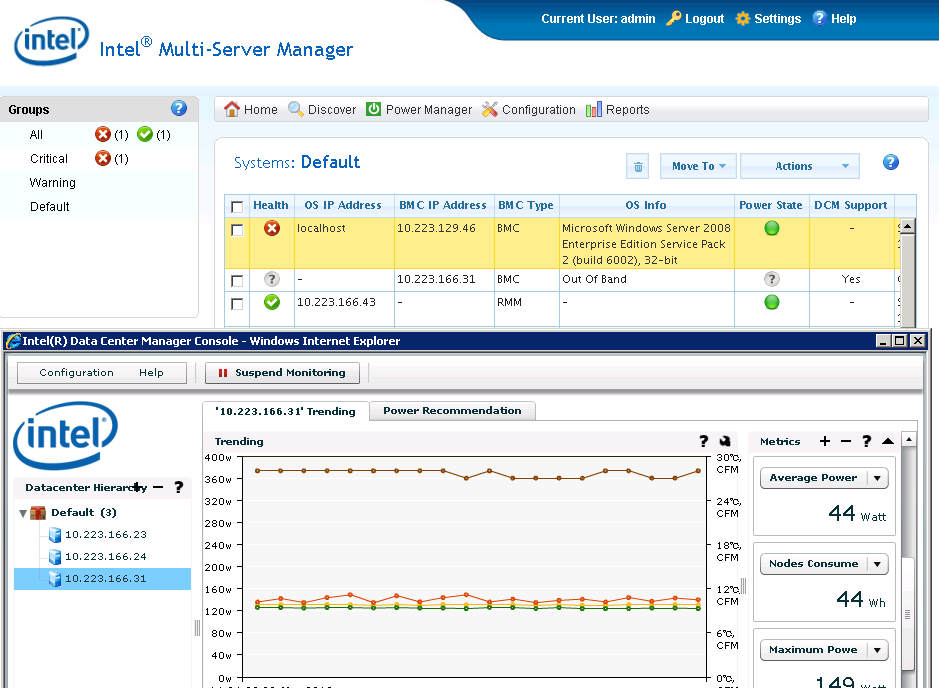 Current User: admin Logout Settings Help
intel
Intel® Multi-Server Manager
Groups
All (1) (1)
Critical (1)
Warning
Default
Home Discover Power Manager Configuration Reports
Systems: Default
Move To Actions
Health OS IP Address BMC IP Address BMC Type OS Info Power State DCM Support
localhost 10.223.129.46 BMC Microsoft Windows Server 2008 -
Enterprise Edition Service Pack
2 (build 6002), 32-bit
? - 10.223.166.31 BMC Out Of Band ? Yes
10.223.166.43 - RMM - -
Intel(R) Data Center Manager Console - Windows Internet Explorer
Configuration Help Suspend Monitoring
intel
Datacenter Hierarchy ?
Default (3)
10.223.166.23
10.223.166.24
10.223.166.31
'10.223.166.31' Trending Power Recommendation
Trending ?
400w
360w
320w
280w
240w
200w
160w
120w
80w
40w
0w
30℃,
CFM
24℃,
CFM
18℃,
CFM
12℃,
CFM
6℃,
CFM
0℃,
Metrics + − ?
Average Power
44 Watt
Nodes Consume
44 Wh
Maximum Powe
149 Watt